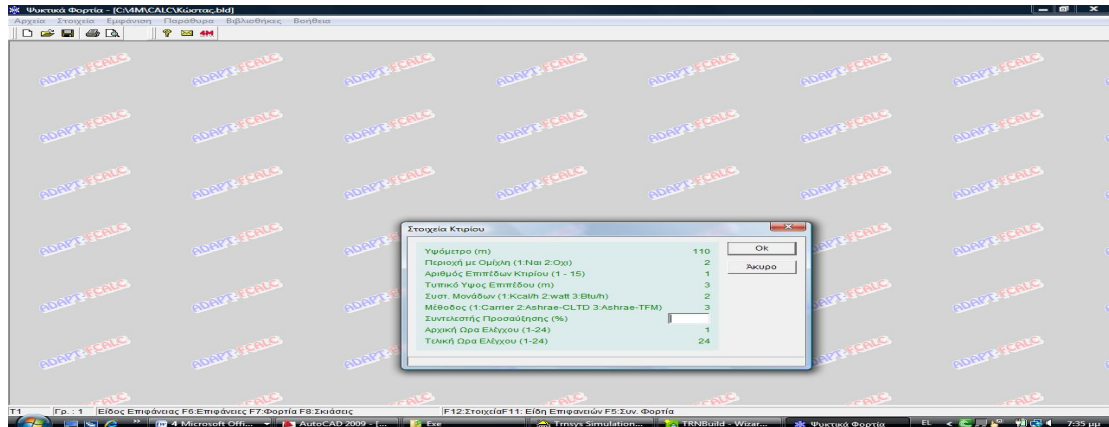 Ψυκτικά Φορτία - [C:\4M\CALC\Κώστας.bld]
Αρχεία Στοιχεία Εμφάνιση Παράθυρα Βιβλιοθήκες Βοήθεια
4M
ADAPT-FCALC
Στοιχεία Κτιρίου
Υψόμετρο (m) 110
Περιοχή με Ομίχλη (1:Ναι 2:Οχι) 2
Αριθμός Επιπέδων Κτιρίου (1 - 15) 1
Τυπικό Υψος Επιπέδου (m) 3
Συστ. Μονάδων (1:Kcal/h 2:watt 3:Btu/h) 2
Μέθοδος (1:Carrier 2:Ashrae-CLTD 3:Ashrae-TFM) 3
Συντελεστής Προσαύξησης (%)
Αρχική Ωρα Ελέγχου (1-24) 1
Τελική Ωρα Ελέγχου (1-24) 24
Ok
Άκυρο
T1 Γρ. : 1 Είδος Επιφάνειας F6:Επιφάνειες F7:Φορτία F8:Σκιάσεις F12:ΣτοιχείαF11: Είδη Επιφανειών F5:Συν. Φορτία
4 Microsoft Offi... AutoCAD 2009 - [... Exe Trnsys Simulation... TRNBuild - Wizar... Ψυκτικά Φορτία EL 7:35 μμ